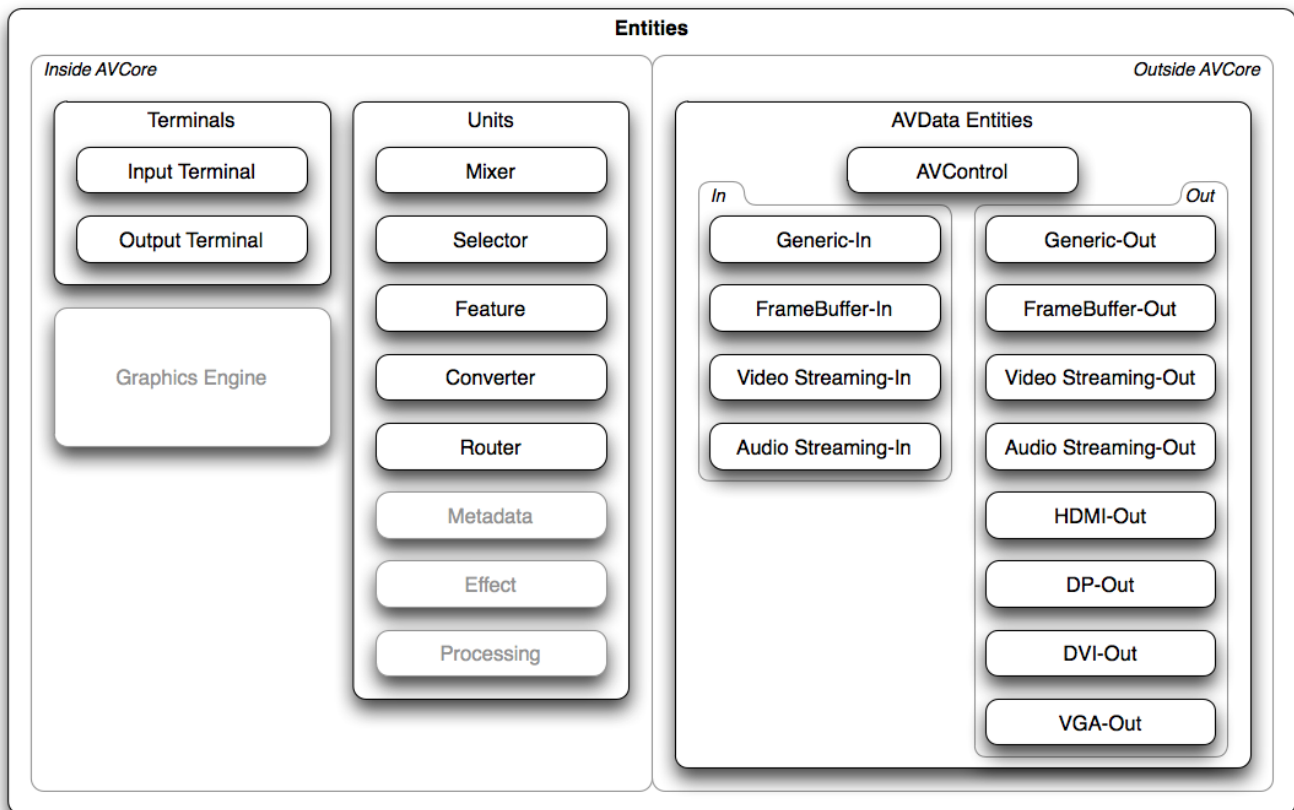 Entities
Inside AVCore
Outside AVCore
Terminals
Input Terminal
Output Terminal
Graphics Engine
Units
Mixer
Selector
Feature
Converter
Router
Metadata
Effect
Processing
AVData Entities
AVControl
In
Generic-In
FrameBuffer-In
Video Streaming-In
Audio Streaming-In
Out
Generic-Out
FrameBuffer-Out
Video Streaming-Out
Audio Streaming-Out
HDMI-Out
DP-Out
DVI-Out
VGA-Out